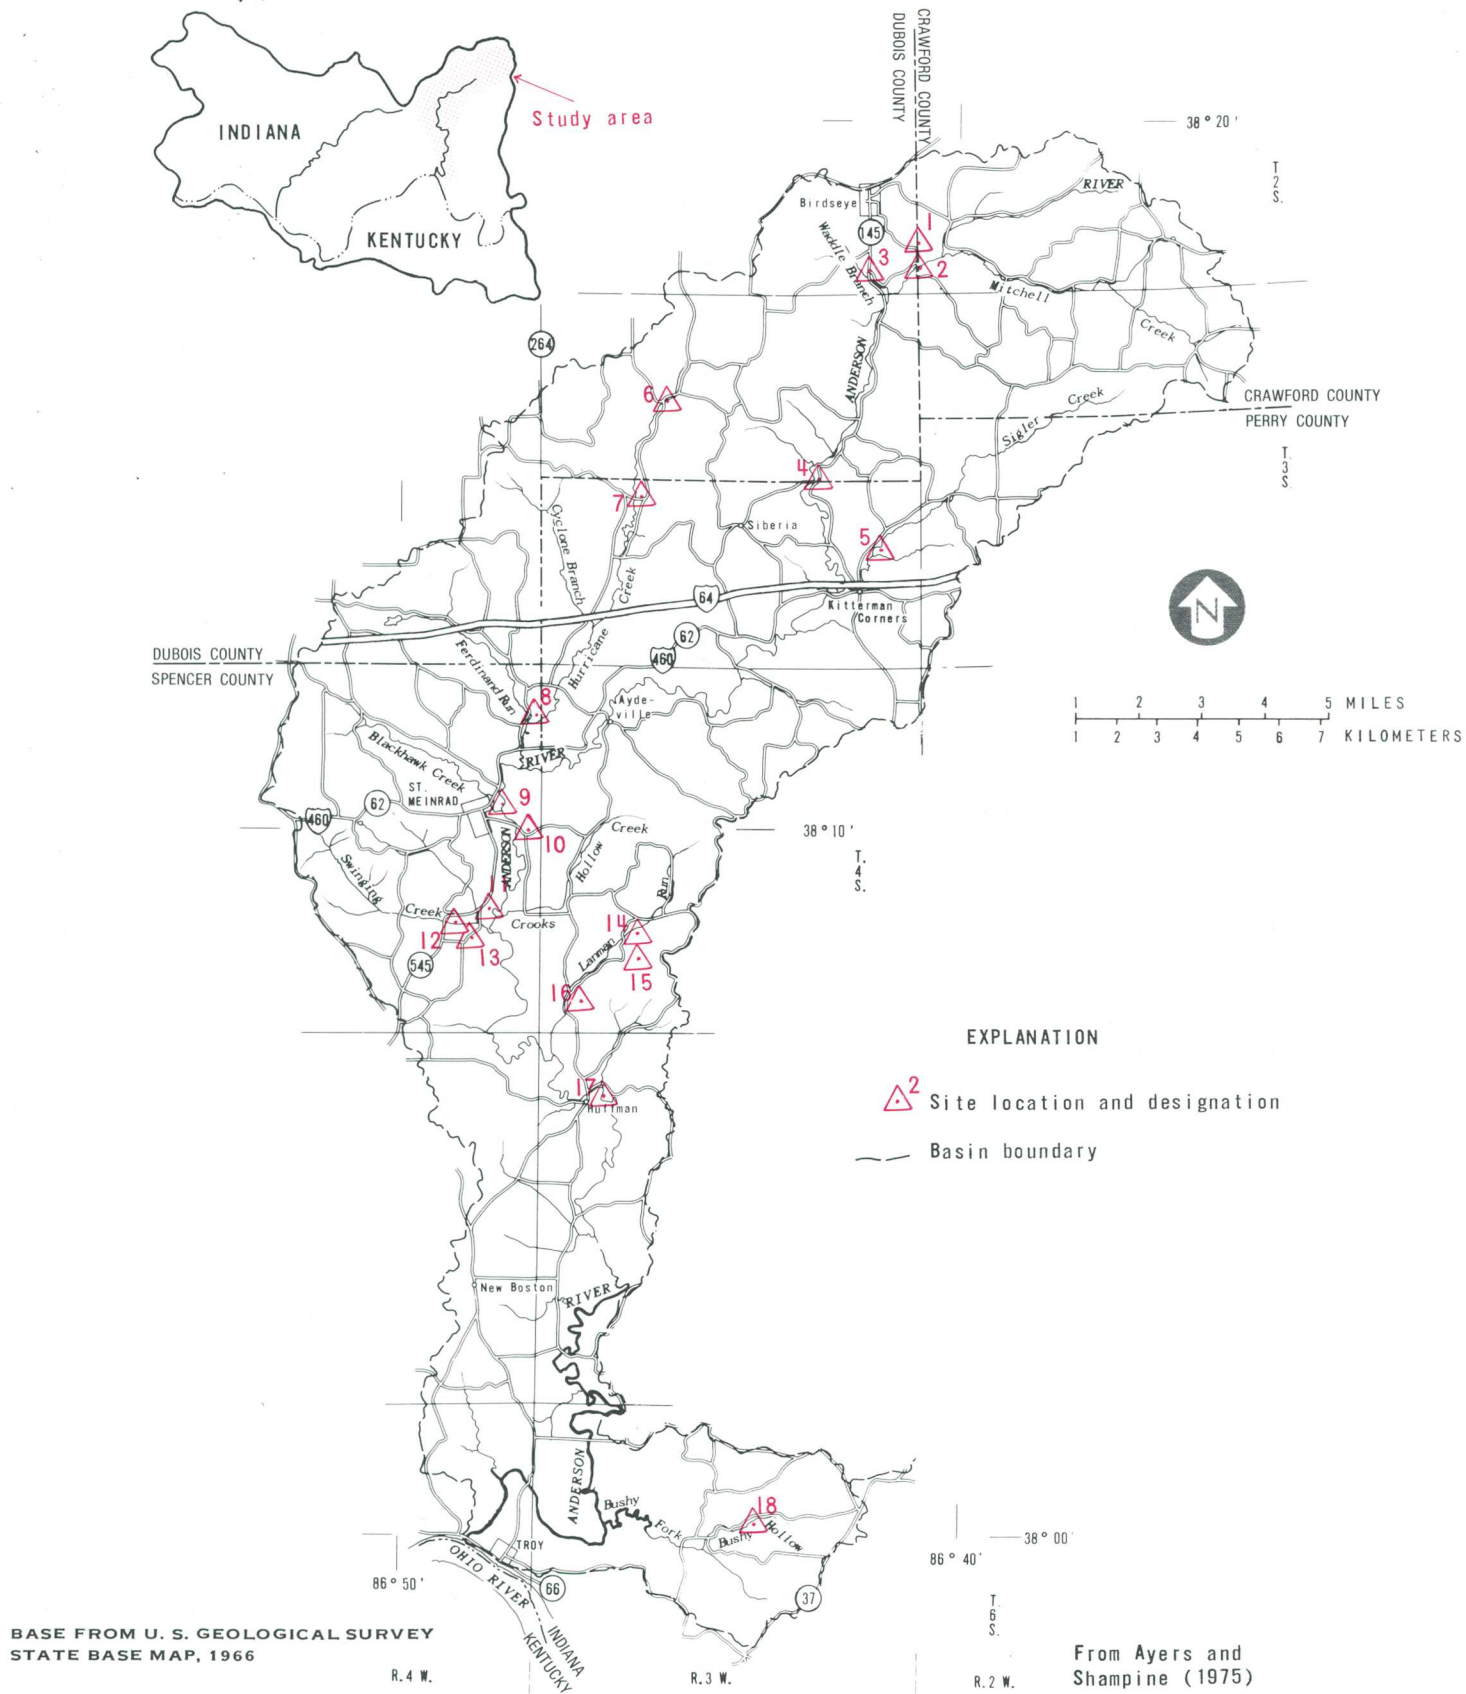 CRAWFORD COUNTY
DUBOIS COUNTY
INDIANA
Study area
KENTUCKY
38° 20'
T
2
S.
RIVER
Birdseye
145
1
Waddle Branch
3
2
Mitchell
Creek
264
ANDERSON
6
CRAWFORD COUNTY
PERRY COUNTY
Creek
Sigler
T.
3
S.
4
7
Cyclone Branch
Siberia
5
Creek
64
Kitterman
Corners
N
62
460
Hurricane
DUBOIS COUNTY
SPENCER COUNTY
Ferdinand Run
8
Ayde-
ville
1 2 3 4 5 MILES
1 2 3 4 5 6 7 KILOMETERS
RIVER
Blackhawk Creek
ST.
MEINRAD
62
9
460
10
Creek
38° 10'
T.
4
S.
ANDERSON
Hollow
Swinging
Creek
Run
Crooks
12
13
14
Lanman
15
545
16
EXPLANATION
17
Huffman
2
Site location and designation
Basin boundary
New Boston
RIVER
ANDERSON
Bushy
Fork
18
Bushy
Hollow
TROY
OHIO RIVER
38° 00'
86° 40'
86° 50'
66
37
T.
6
S.
INDIANA
KENTUCKY
BASE FROM U. S. GEOLOGICAL SURVEY
STATE BASE MAP, 1966
R. 4 W.
R. 3 W.
R. 2 W.
From Ayers and
Shampine (1975)